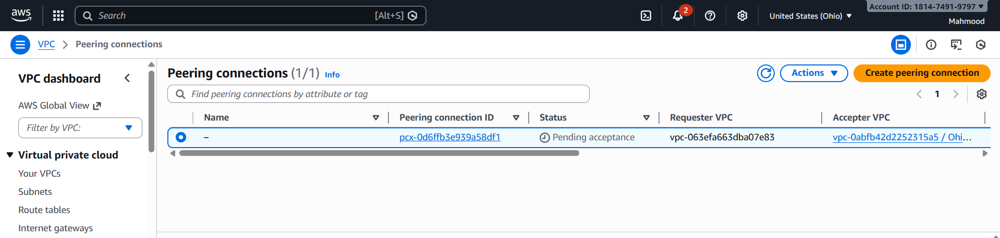 aws
Search [Alt+S]
2
United States (Ohio)
Account ID: 1814-7491-9797
Mahmood
VPC Peering connections
VPC dashboard
AWS Global View
Filter by VPC:
Virtual private cloud
Your VPCs
Subnets
Route tables
Internet gateways
Peering connections (1/1) Info
Actions
Create peering connection
Find peering connections by attribute or tag
1
Name Peering connection ID Status Requester VPC Accepter VPC
– pcx-0d6ffb3e939a58df1 Pending acceptance vpc-063efa663dba07e83 vpc-0abfb42d2252315a5 / Ohi...